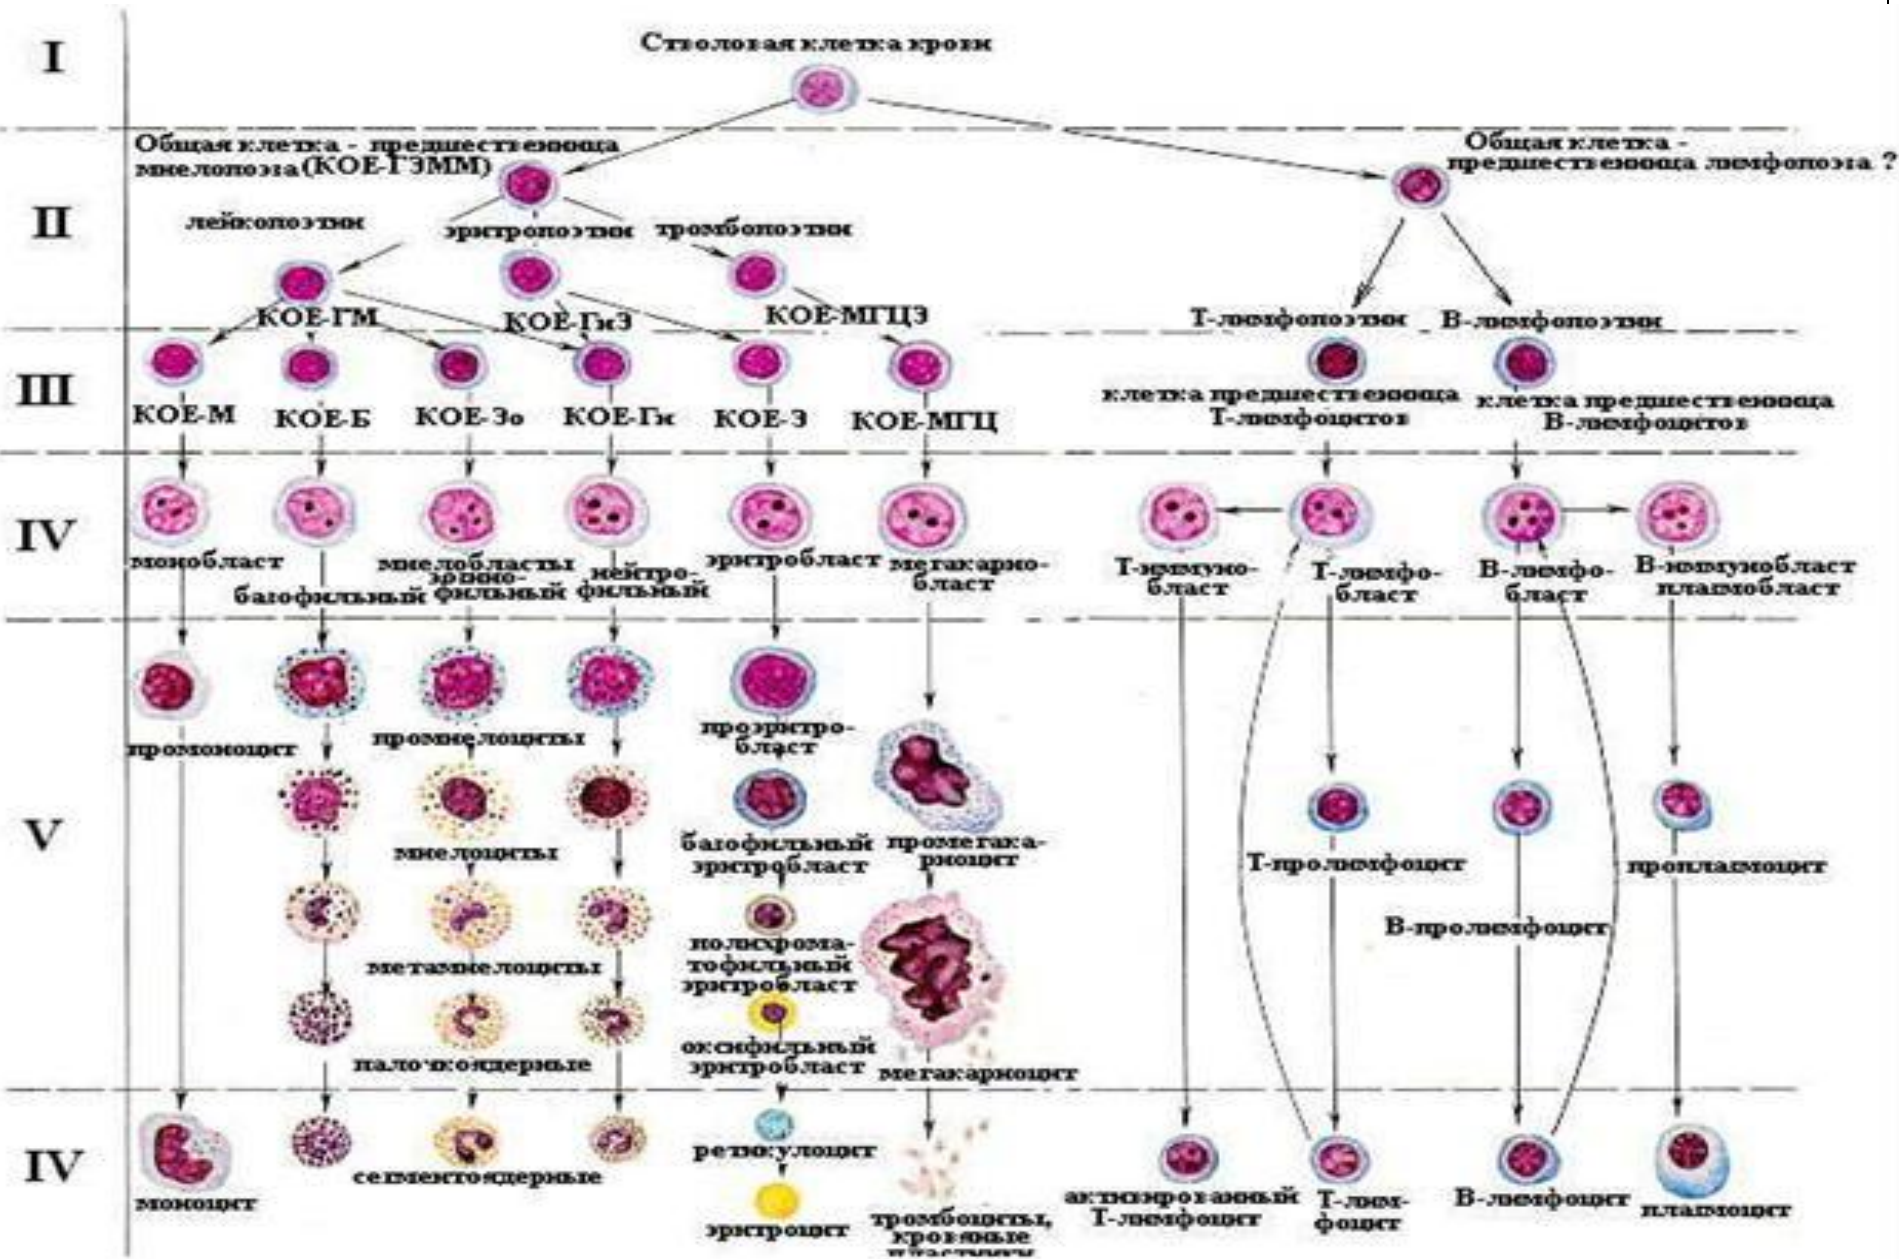 I
Стволовая клетка крови
II
Общая клетка - предшественница
миелопоэза (КОЕ-ГЭММ)
Общая клетка -
предшественница лимфопоэза ?
лейкопоэтин
эритропоэтин
тромбопоэтин
КОЕ-ГМ
КОЕ-ГнЭ
КОЕ-МГЦЭ
Т-лимфопоэтин
В-лимфопоэтин
III
КОЕ-М
КОЕ-Б
КОЕ-Эо
КОЕ-Гн
КОЕ-Э
КОЕ-МГЦ
клетка предшественница
Т-лимфоцитов
клетка предшественница
В-лимфоцитов
IV
монобласт
миелобласты
базофильный
эозино-
фильный
нейтро-
фильный
эритробласт
мегакарио-
бласт
Т-иммуно-
бласт
Т-лимфо-
бласт
В-лимфо-
бласт
В-иммунобласт
плазмобласт
V
промоноцит
промиелоциты
проэритро-
бласт
миелоциты
базофильный
эритробласт
промегака-
риоцит
Т-пролимфоцит
В-пролимфоцит
проплазмоцит
метамиелоциты
полихрома-
тофильный
эритробласт
палочкоядерные
оксифильный
эритробласт
мегакариоцит
IV
моноцит
сегментоядерные
ретикулоцит
эритроцит
тромбоциты,
кровяные
пластинки
активированный
Т-лимфоцит
Т-лим-
фоцит
В-лимфоцит
плазмоцит